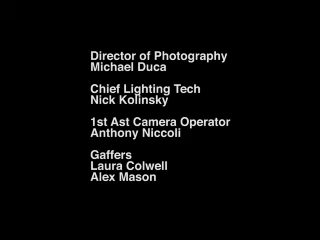 Director of Photography
Michael Duca
Chief Lighting Tech
Nick Kolinsky
1st Ast Camera Operator
Anthony Niccoli
Gaffers
Laura Colwell
Alex Mason